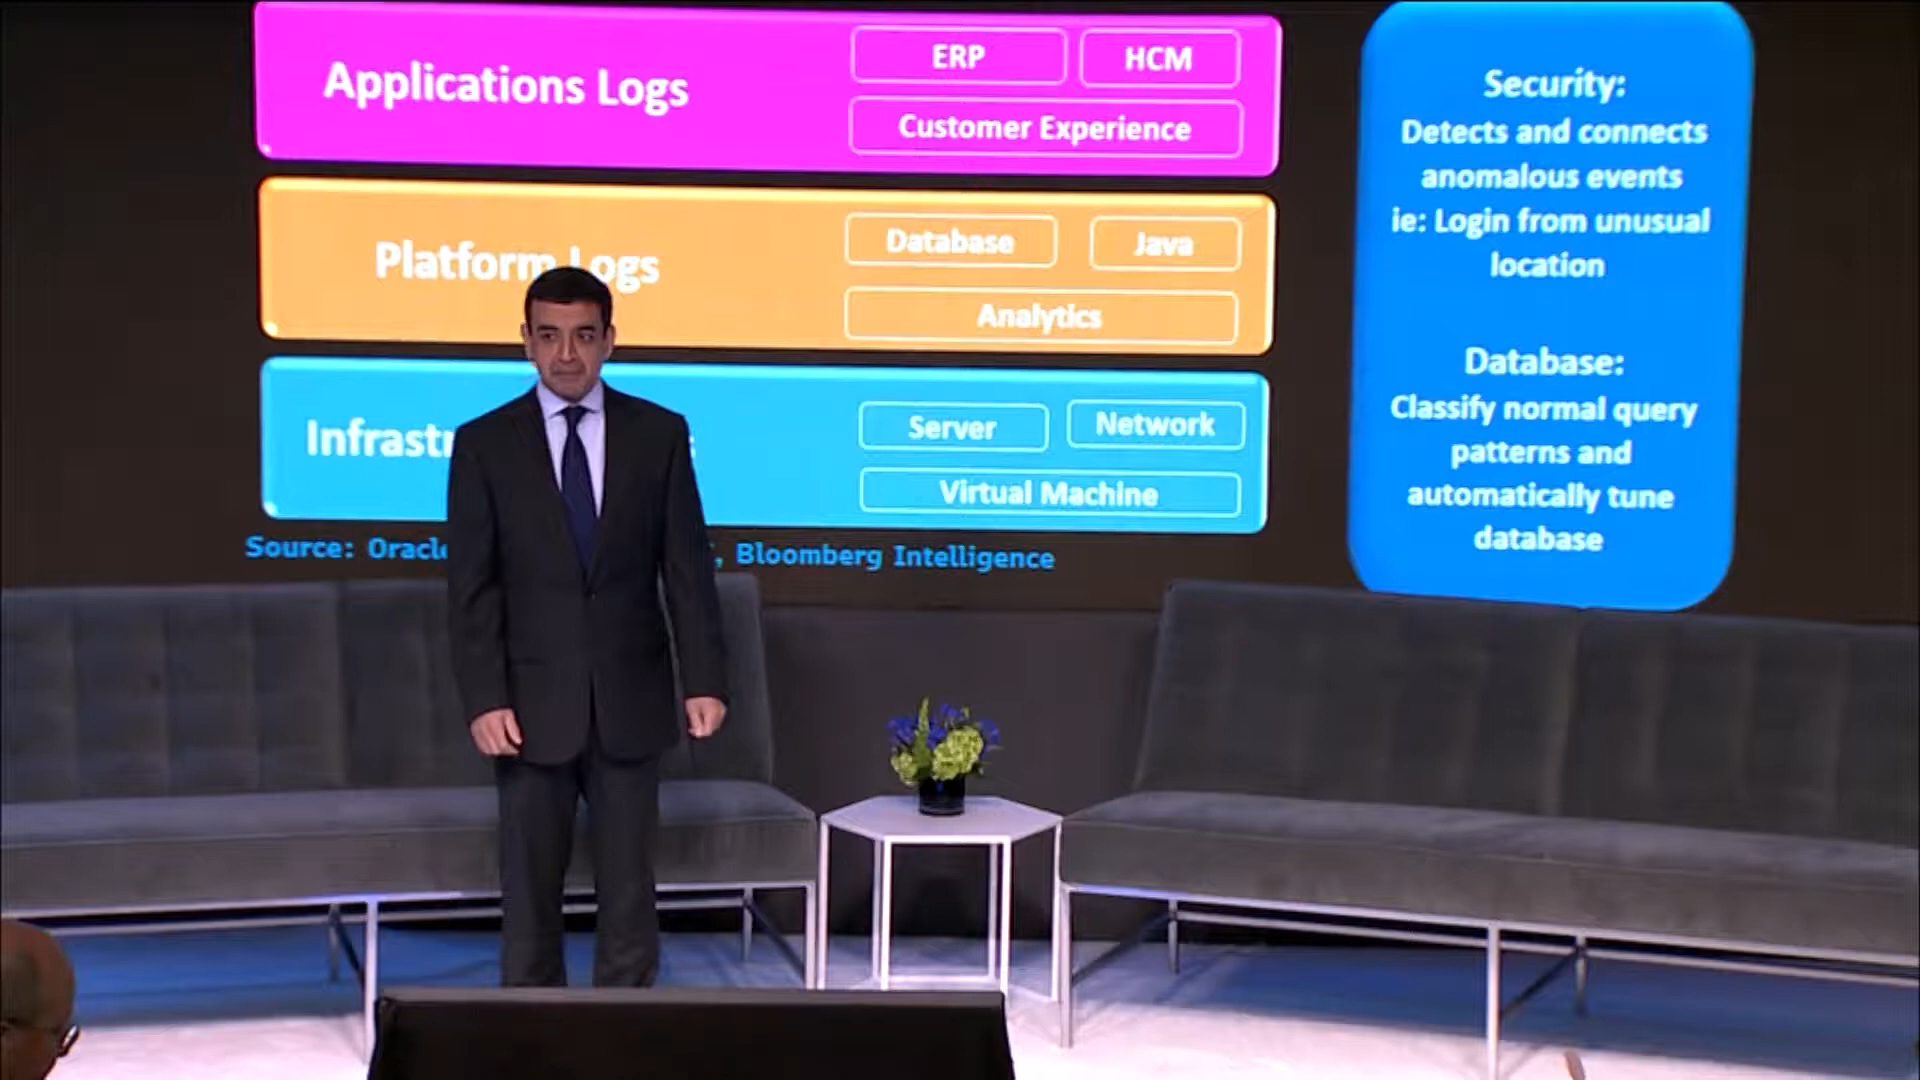 Applications Logs
ERP
HCM
Customer Experience
Platform Logs
Database
Java
Analytics
Server
Network
Virtual Machine
Source:
, Bloomberg Intelligence
Security:
Detects and connects
anomalous events
ie: Login from unusual
location
Database:
Classify normal query
patterns and
automatically tune
database